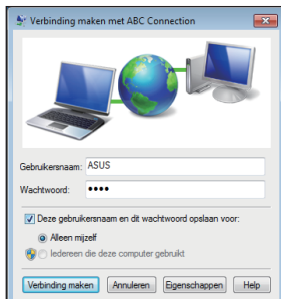 Verbinding maken met ABC Connection
Gebruikersnaam: ASUS
Wachtwoord: ••••
Deze gebruikersnaam en dit wachtwoord opslaan voor:
Alleen mijzelf
Iedereen die deze computer gebruikt
Verbinding maken Annuleren Eigenschappen Help